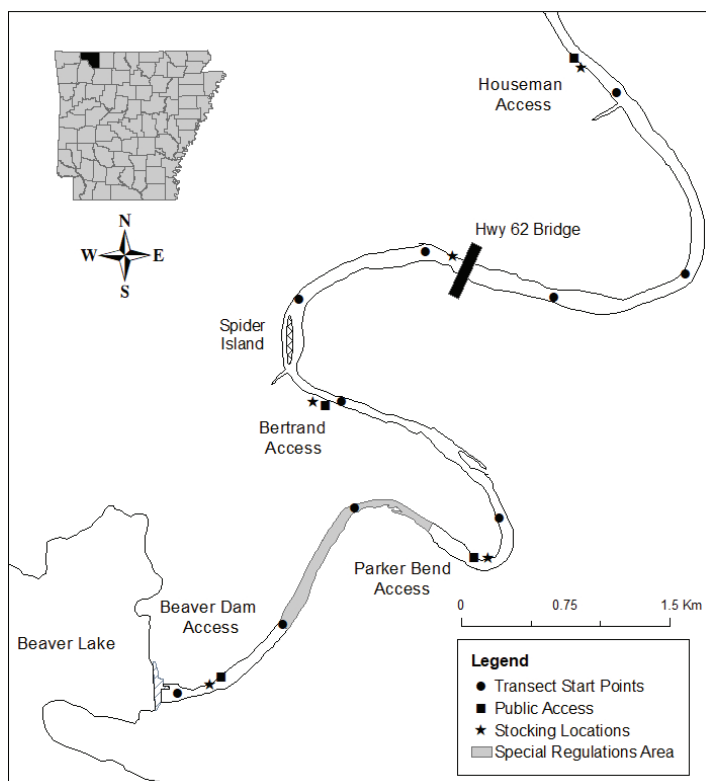 Houseman
Access
N
W E
S
Hwy 62 Bridge
Spider
Island
Bertrand
Access
Parker Bend
Access
Beaver Dam
Access
Beaver Lake
0 0.75 1.5 Km
Legend
Transect Start Points
Public Access
Stocking Locations
Special Regulations Area